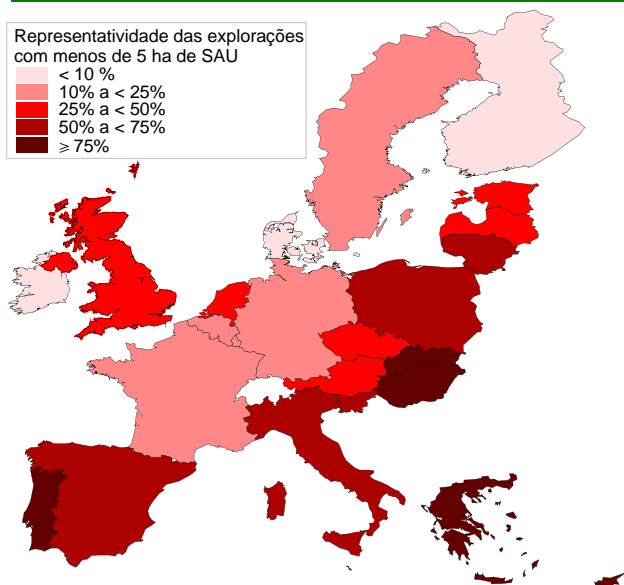 Representatividade das explorações
com menos de 5 ha de SAU
< 10 %
10% a < 25%
25% a < 50%
50% a < 75%
⩾ 75%